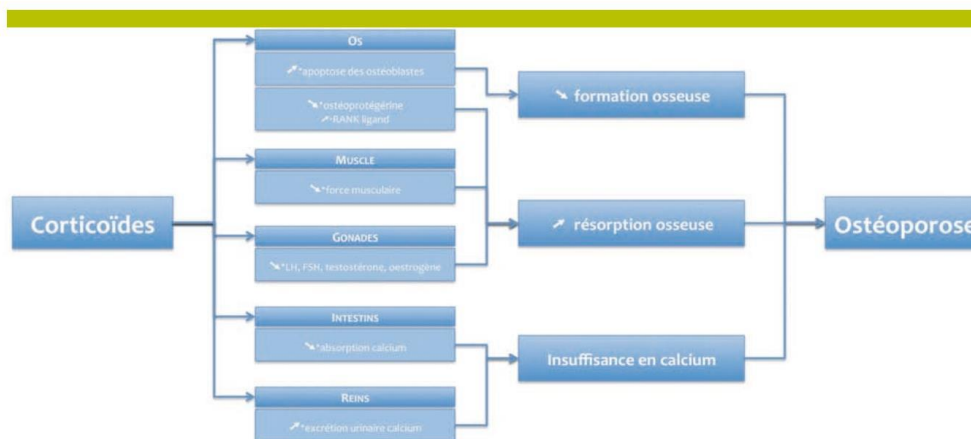 Corticoïdes
Os
↗*apoptose des ostéoblastes
↘*ostéoprotégérine
↗*RANK ligand
MUSCLE
↘*force musculaire
GONADES
↘*LH, FSH, testostérone, oestrogène
INTESTINS
↘*absorption calcium
REINS
↗*excrétion urinaire calcium
↘ formation osseuse
↗ résorption osseuse
Insuffisance en calcium
Ostéoporose